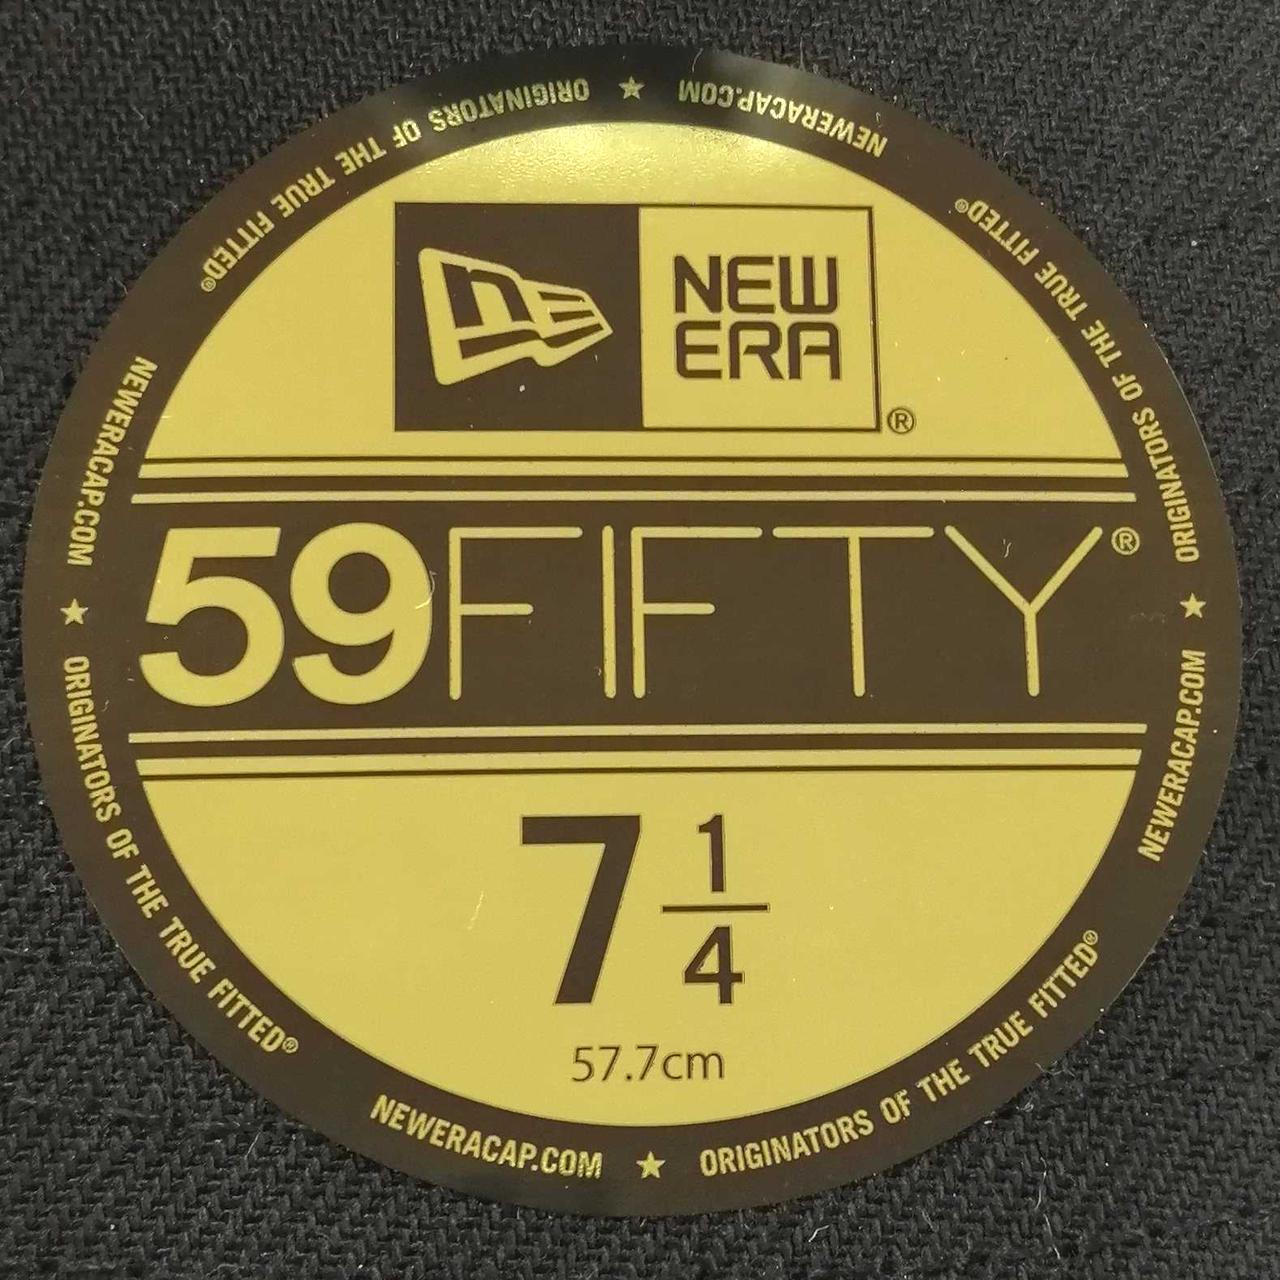 NEW
ERA®
59FIFTY®
7 1/4
57.7cm
NEWERACAP.COM ★ ORIGINATORS OF THE TRUE FITTED®
NEWERACAP.COM ★ ORIGINATORS OF THE TRUE FITTED®
NEWERACAP.COM ★ ORIGINATORS OF THE TRUE FITTED®
NEWERACAP.COM ★ ORIGINATORS OF THE TRUE FITTED®